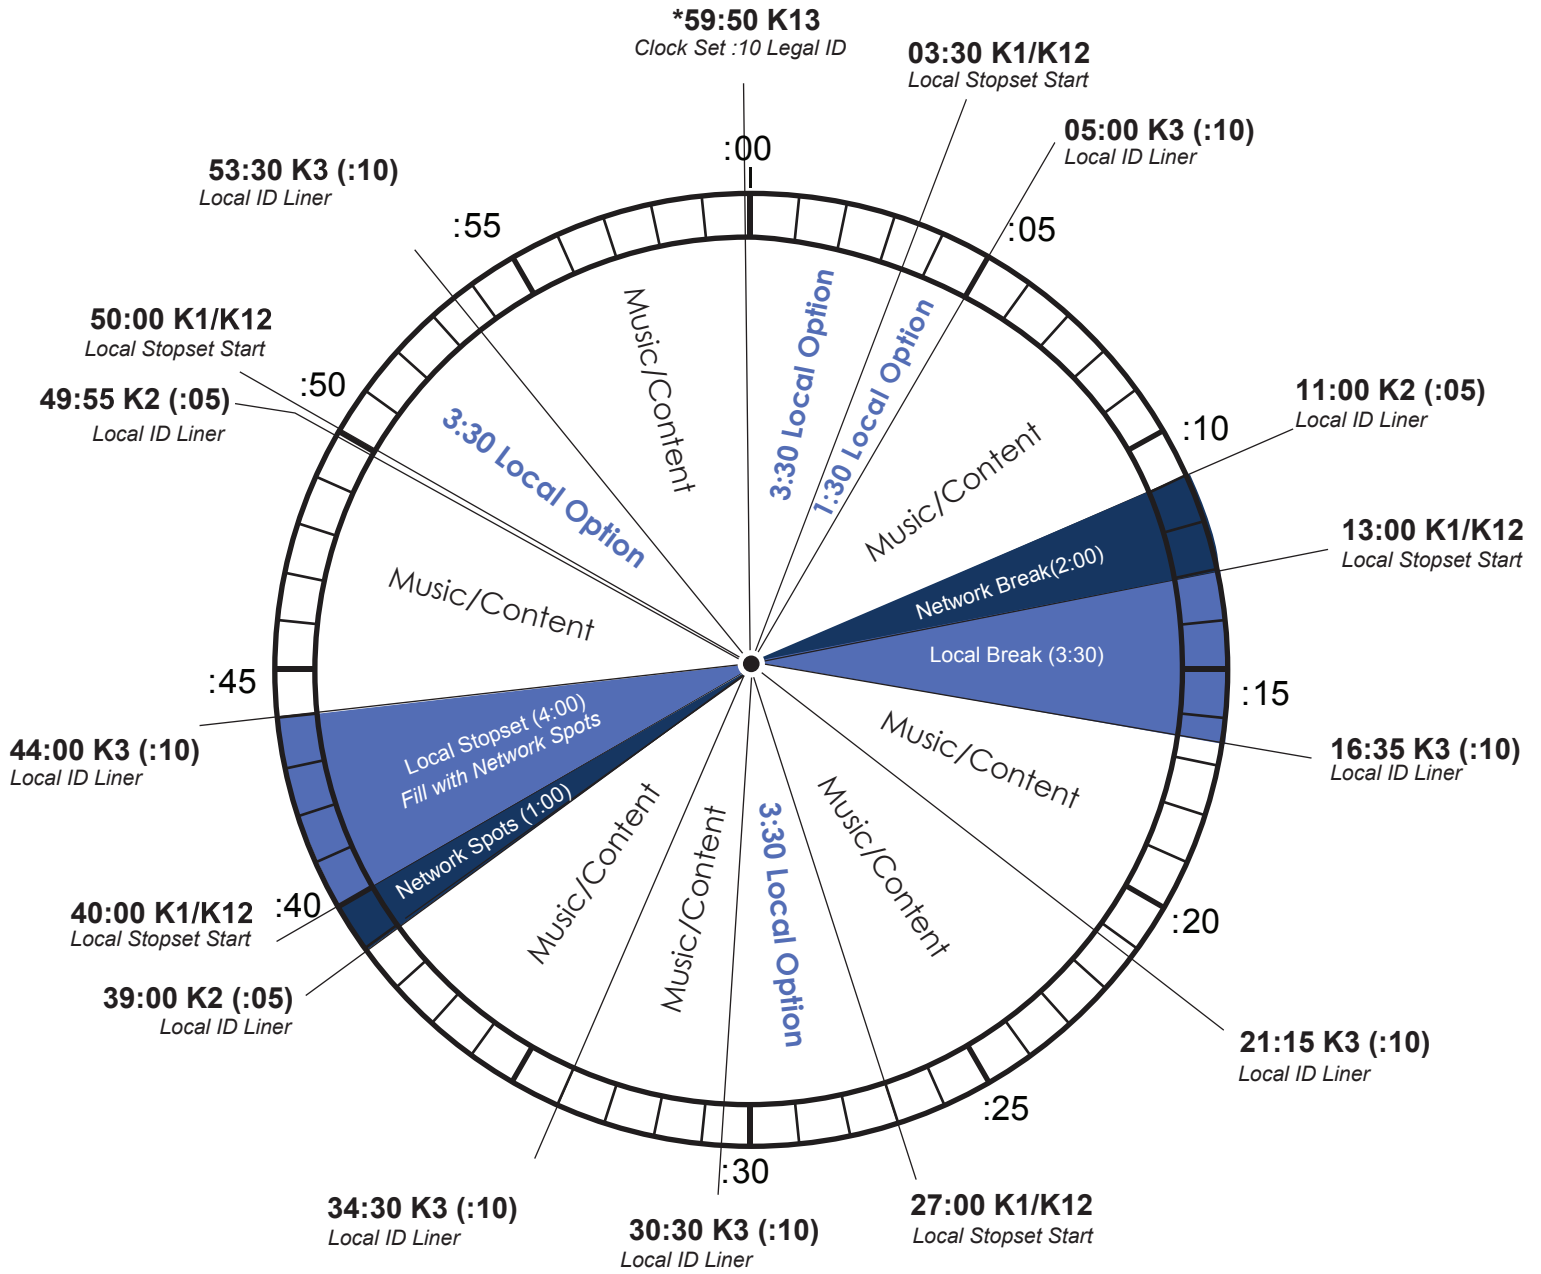 *59:50 K13
Clock Set :10 Legal ID
03:30 K1/K12
Local Stopset Start
05:00 K3 (:10)
Local ID Liner
11:00 K2 (:05)
Local ID Liner
13:00 K1/K12
Local Stopset Start
16:35 K3 (:10)
Local ID Liner
21:15 K3 (:10)
Local ID Liner
27:00 K1/K12
Local Stopset Start
30:30 K3 (:10)
Local ID Liner
34:30 K3 (:10)
Local ID Liner
39:00 K2 (:05)
Local ID Liner
40:00 K1/K12
Local Stopset Start
44:00 K3 (:10)
Local ID Liner
49:55 K2 (:05)
Local ID Liner
50:00 K1/K12
Local Stopset Start
53:30 K3 (:10)
Local ID Liner
:00
:05
:10
:15
:20
:25
:30
:40
:45
:50
:55
3:30 Local Option
1:30 Local Option
Music/Content
Network Break(2:00)
Local Break (3:30)
Music/Content
Music/Content
3:30 Local Option
Music/Content
Music/Content
Network Spots (1:00)
Local Stopset (4:00)
Fill with Network Spots
Music/Content
3:30 Local Option
Music/Content